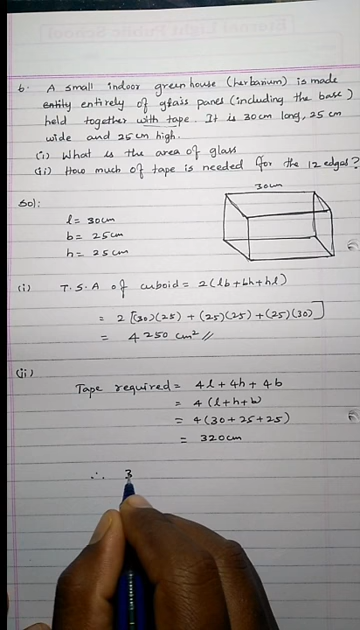 6. A small indoor green house (herbarium) is made
entirely of glass panes (including the base)
held together with tape. It is 30cm long, 25 cm
wide and 25 cm high.
(i) What is the area of glass
(ii) How much of tape is needed for the 12 edges?
30cm
Sol:
l = 30cm
b = 25cm
h = 25cm
(i) T.S.A of cuboid = 2(lb+bh+hl)
= 2 [(30)(25) + (25)(25) + (25)(30)]
= 4250 cm² //
(ii)
Tape required = 4l + 4h + 4b
= 4 (l+h+b)
= 4(30+25+25)
= 320cm
∴ 3